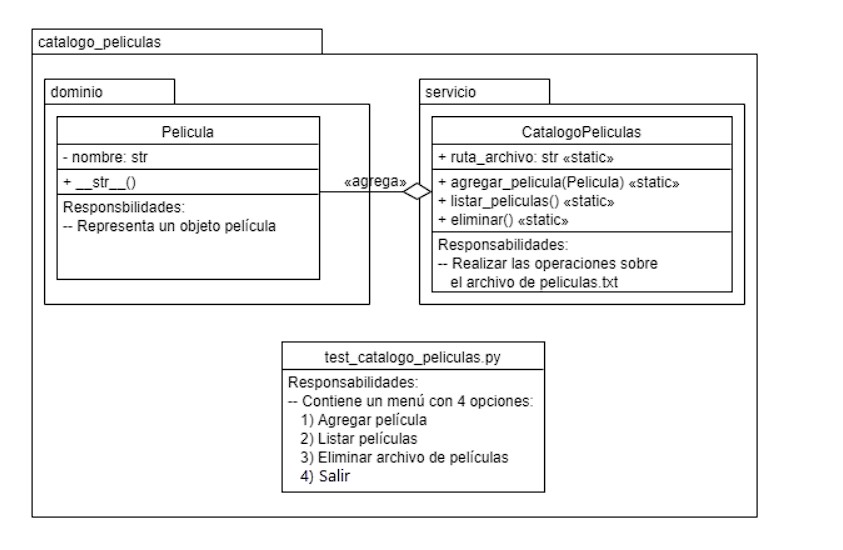 catalogo_peliculas
dominio
Pelicula
- nombre: str
+ __str__()
Responsbilidades:
-- Representa un objeto película
«agrega»
servicio
CatalogoPeliculas
+ ruta_archivo: str «static»
+ agregar_pelicula(Pelicula) «static»
+ listar_peliculas() «static»
+ eliminar() «static»
Responsabilidades:
-- Realizar las operaciones sobre
el archivo de peliculas.txt
test_catalogo_peliculas.py
Responsabilidades:
-- Contiene un menú con 4 opciones:
1) Agregar película
2) Listar películas
3) Eliminar archivo de películas
4) Salir